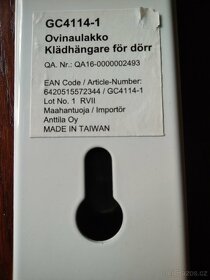 GC4114-1
Ovinaulakko
Klädhängare för dörr
QA. Nr.: QA16-0000002493
EAN Code / Article-Number:
6420515572344 / GC4114-1
Lot No. 1 RVII
Maahantuoja / Importör
Anttila Oy
MADE IN TAIWAN